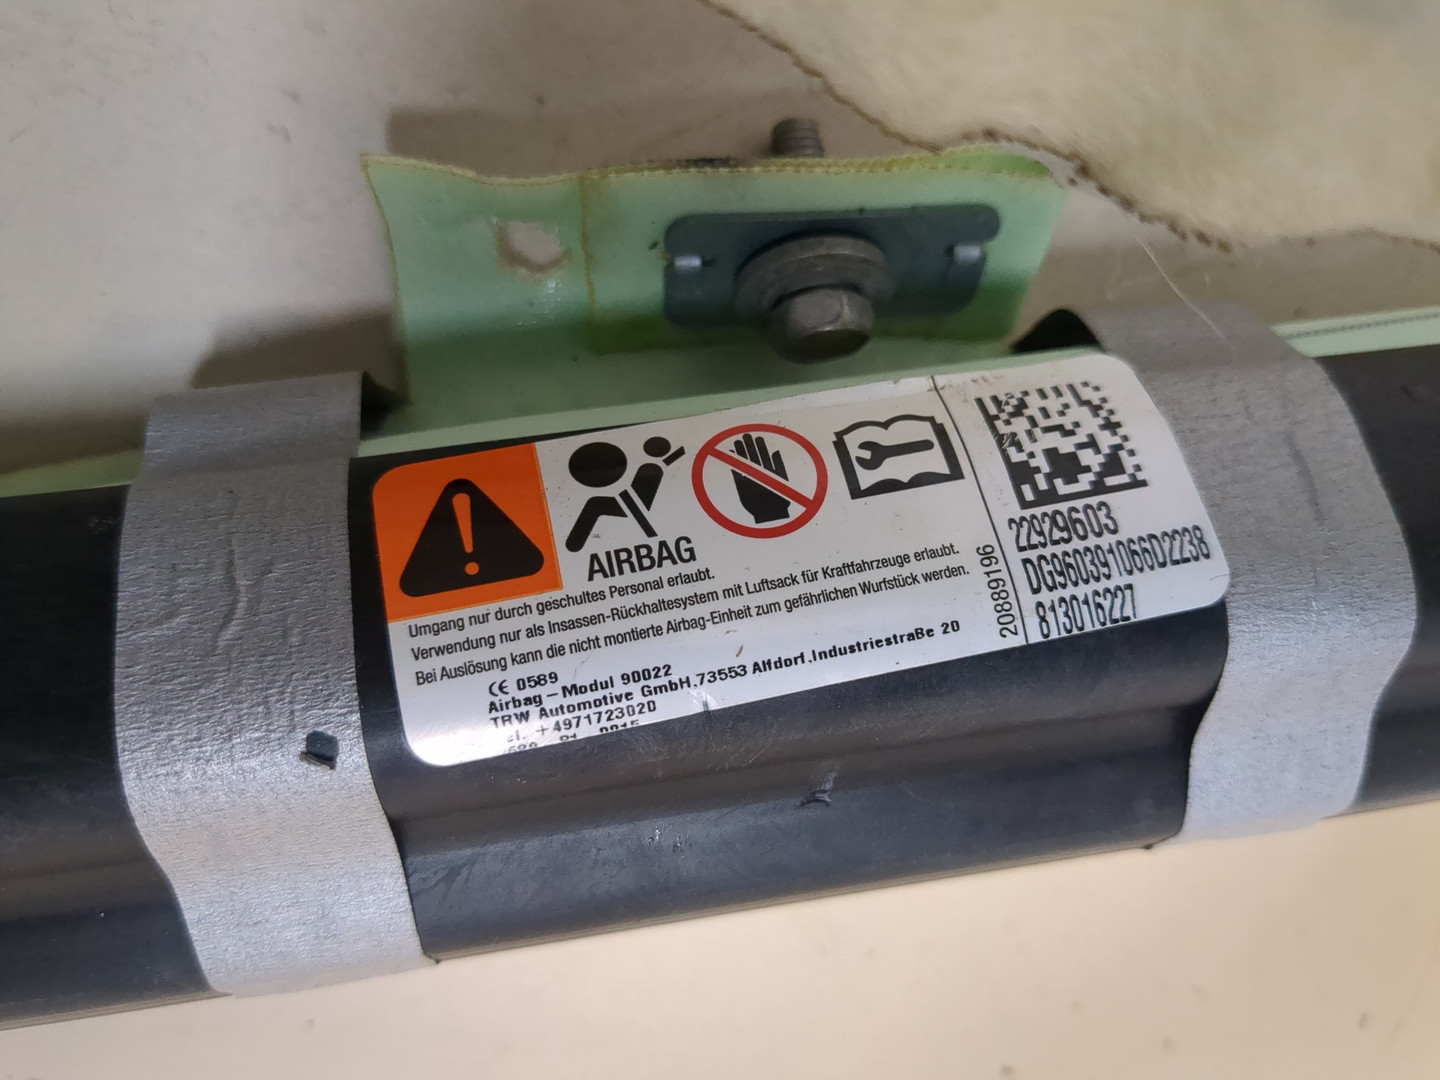 AIRBAG
Umgang nur durch geschultes Personal erlaubt.
Verwendung nur als Insassen-Rückhaltesystem mit Luftsack für Kraftfahrzeuge erlaubt.
Bei Auslösung kann die nicht montierte Airbag-Einheit zum gefährlichen Wurfstück werden.
CE 0589
Airbag-Modul 90022
TRW Automotive GmbH,73553 Alfdorf,Industriestraße 20
+4971723020
20889196
22929603
DG960391066D2238
813016227